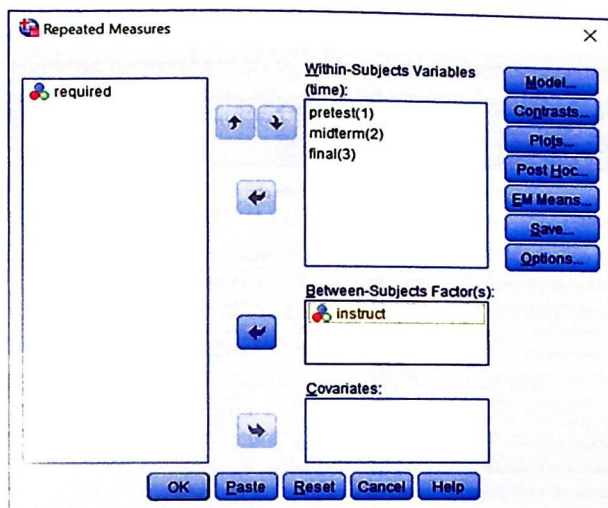 Repeated Measures
required
Within-Subjects Variables
(time):
pretest(1)
midterm(2)
final(3)
Model...
Contrasts...
Plots...
Post Hoc...
EM Means...
Save...
Options...
Between-Subjects Factor(s):
instruct
Covariates:
OK Paste Reset Cancel Help